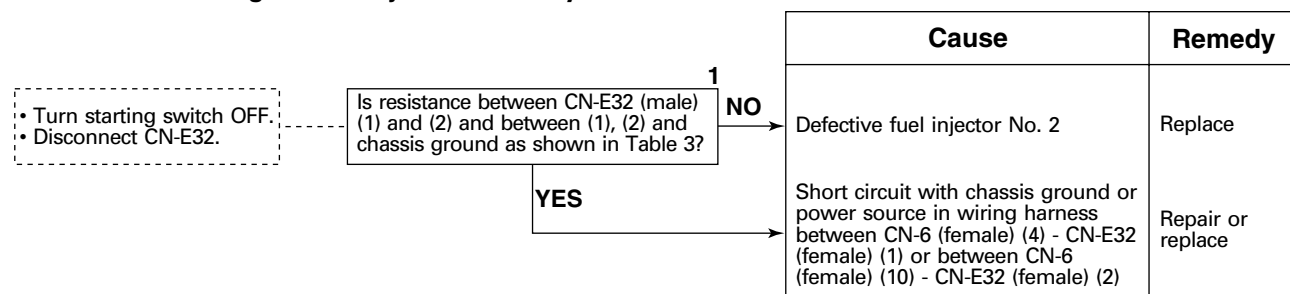 • Turn starting switch OFF.
• Disconnect CN-E32.
Is resistance between CN-E32 (male)
(1) and (2) and between (1), (2) and
chassis ground as shown in Table 3?
1
NO
YES
Cause
Remedy
Defective fuel injector No. 2
Replace
Short circuit with chassis ground or
power source in wiring harness
between CN-6 (female) (4) - CN-E32
(female) (1) or between CN-6
(female) (10) - CN-E32 (female) (2)
Repair or
replace